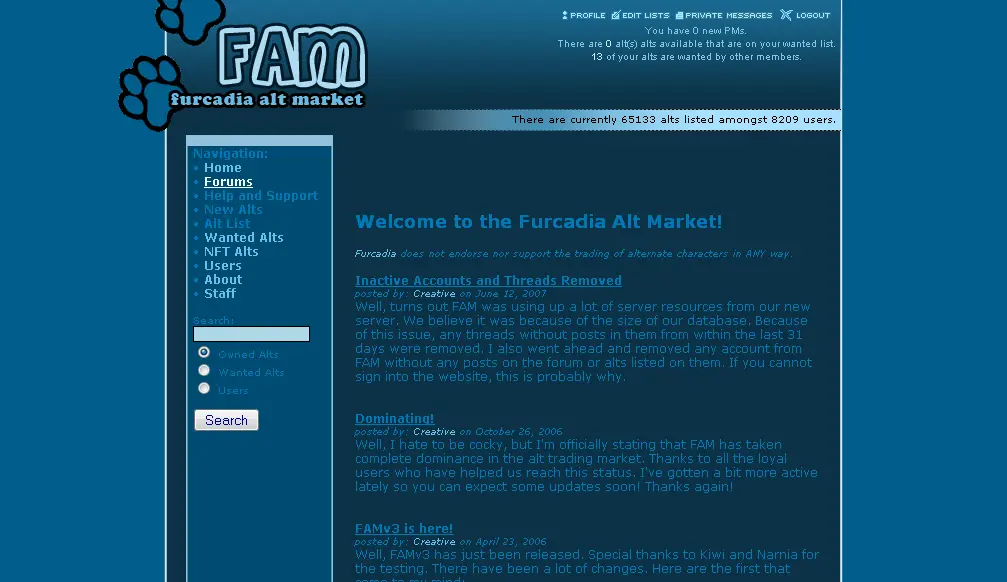 PROFILE EDIT LISTS PRIVATE MESSAGES LOGOUT
You have 0 new PMs.
There are 0 alt(s) alts available that are on your wanted list.
13 of your alts are wanted by other members.
FAM
furcadia alt market
There are currently 65133 alts listed amongst 8209 users.
Navigation:
• Home
• Forums
• Help and Support
• New Alts
• Alt List
• Wanted Alts
• NFT Alts
• Users
• About
• Staff
Search:
Owned Alts
Wanted Alts
Users
Search
Welcome to the Furcadia Alt Market!
Furcadia does not endorse nor support the trading of alternate characters in ANY way.
Inactive Accounts and Threads Removed
posted by: Creative on June 12, 2007
Well, turns out FAM was using up a lot of server resources from our new
server. We believe it was because of the size of our database. Because
of this issue, any threads without posts in them from within the last 31
days were removed. I also went ahead and removed any account from
FAM without any posts on the forum or alts listed on them. If you cannot
sign into the website, this is probably why.
Dominating!
posted by: Creative on October 26, 2006
Well, I hate to be cocky, but I'm officially stating that FAM has taken
complete dominance in the alt trading market. Thanks to all the loyal
users who have helped us reach this status. I've gotten a bit more active
lately so you can expect some updates soon! Thanks again!
FAMv3 is here!
posted by: Creative on April 23, 2006
Well, FAMv3 has just been released. Special thanks to Kiwi and Narnia for
the testing. There have been a lot of changes. Here are the first that
come to my mind: